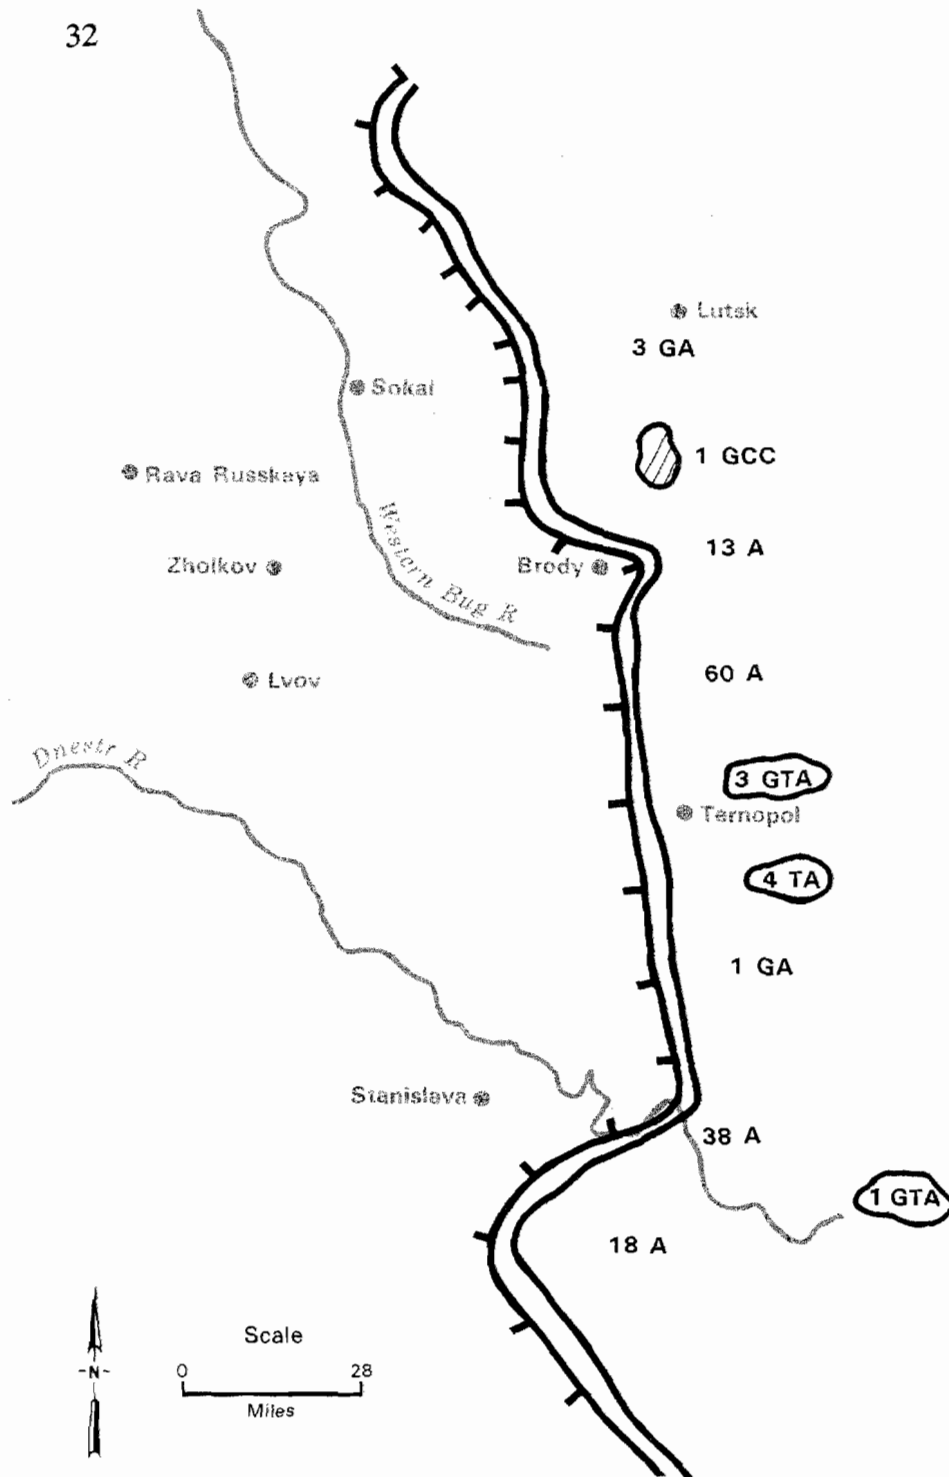 32
Lutsk
3 GA
Sokal
1 GCC
Rava Russkaya
Western Bug R
13 A
Zholkov
Brody
60 A
Lvov
Dnestr R
3 GTA
Ternopol
4 TA
1 GA
Stanislava
38 A
1 GTA
18 A
Scale
-N-
0 28
Miles